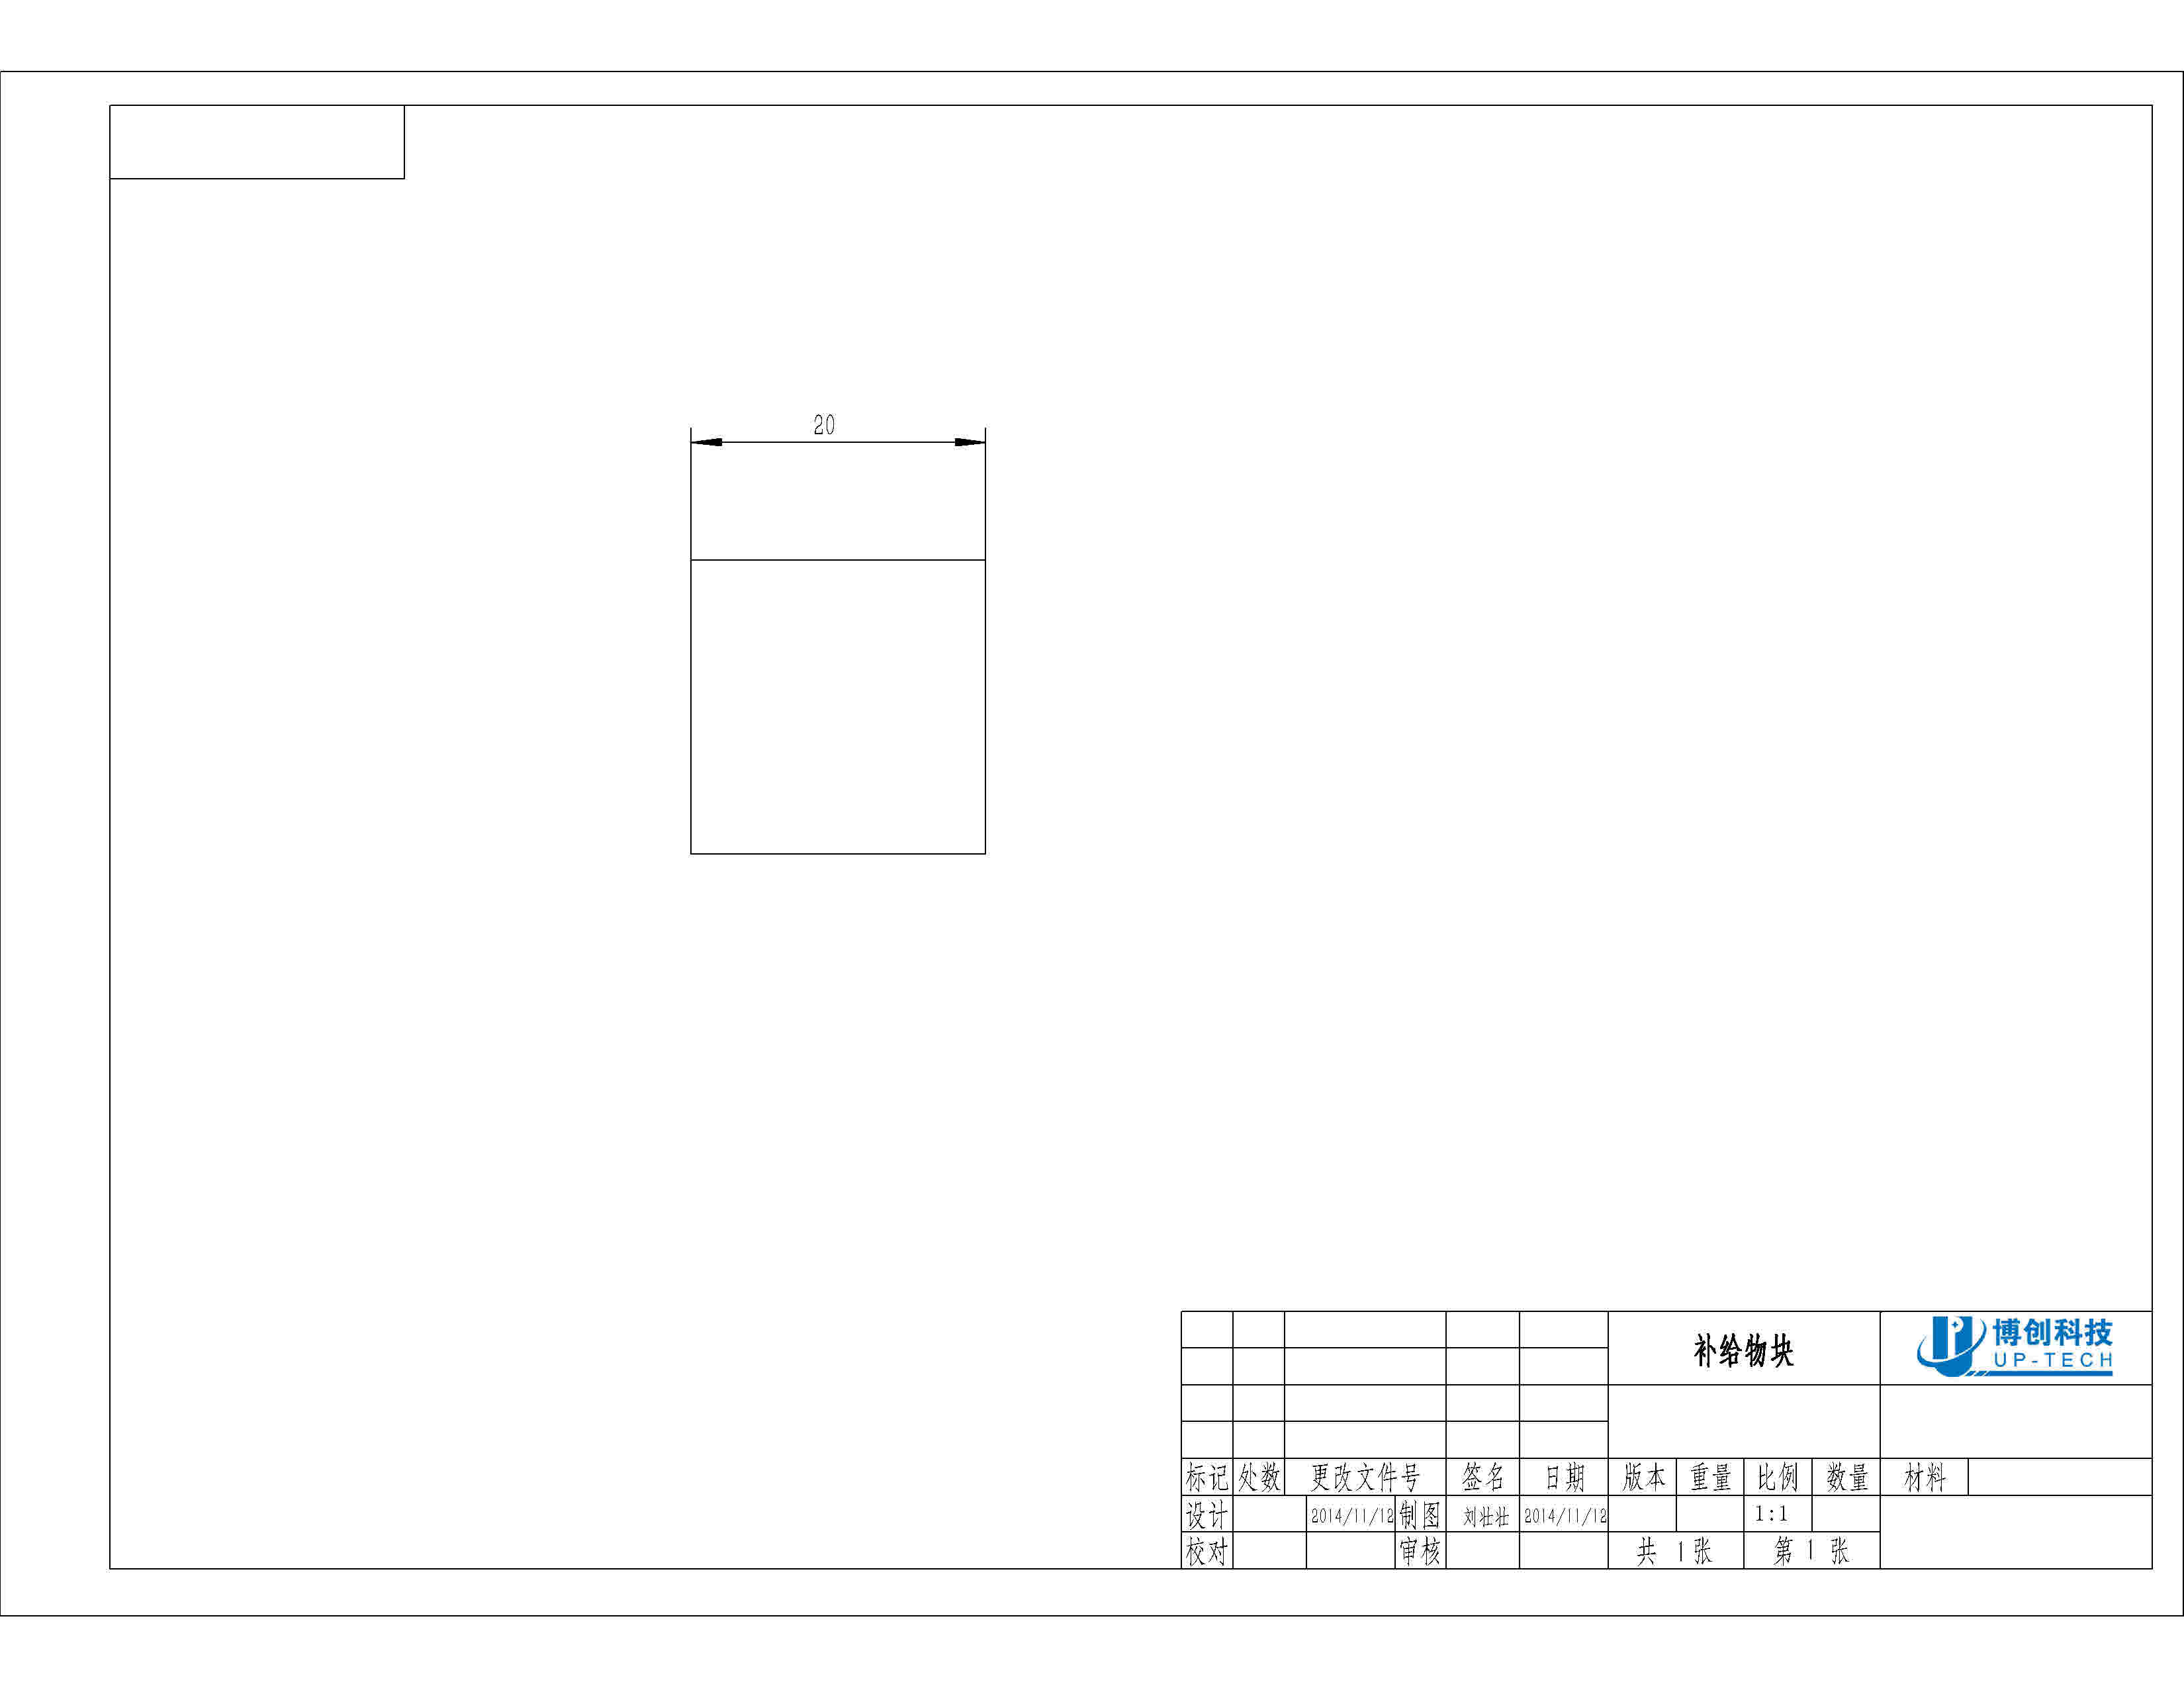 20
补给物块
博创科技
UP-TECH
标记 处数 更改文件号 签名 日期 版本 重量 比例 数量 材料
设计 2014/11/12 制图 刘壮壮 2014/11/12 1:1
校对 审核 共 1 张 第 1 张